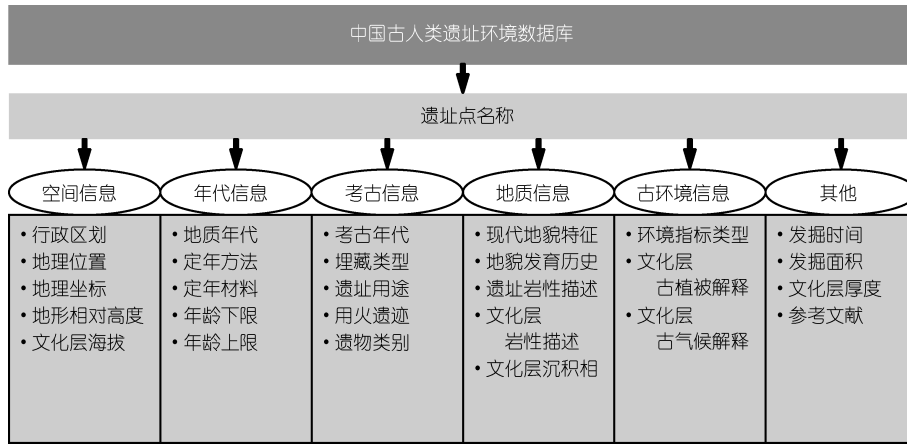 中国古人类遗址环境数据库
遗址点名称
空间信息
• 行政区划
• 地理位置
• 地理坐标
• 地形相对高度
• 文化层海拔
年代信息
• 地质年代
• 定年方法
• 定年材料
• 年龄下限
• 年龄上限
考古信息
• 考古年代
• 埋藏类型
• 遗址用途
• 用火遗迹
• 遗物类别
地质信息
• 现代地貌特征
• 地貌发育历史
• 遗址岩性描述
• 文化层
岩性描述
• 文化层沉积相
古环境信息
• 环境指标类型
• 文化层
古植被解释
• 文化层
古气候解释
其他
• 发掘时间
• 发掘面积
• 文化层厚度
• 参考文献